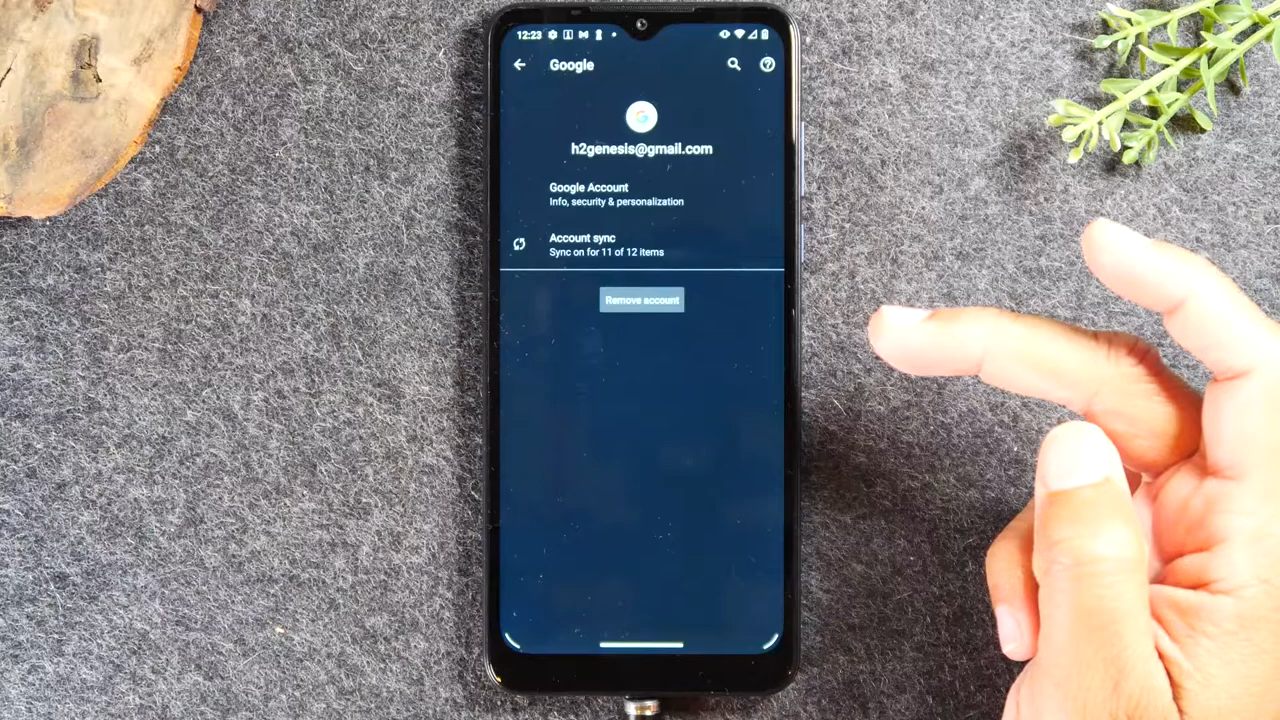 12:23
Google
h2genesis@gmail.com
Google Account
Info, security & personalization
Account sync
Sync on for 11 of 12 items
Remove account